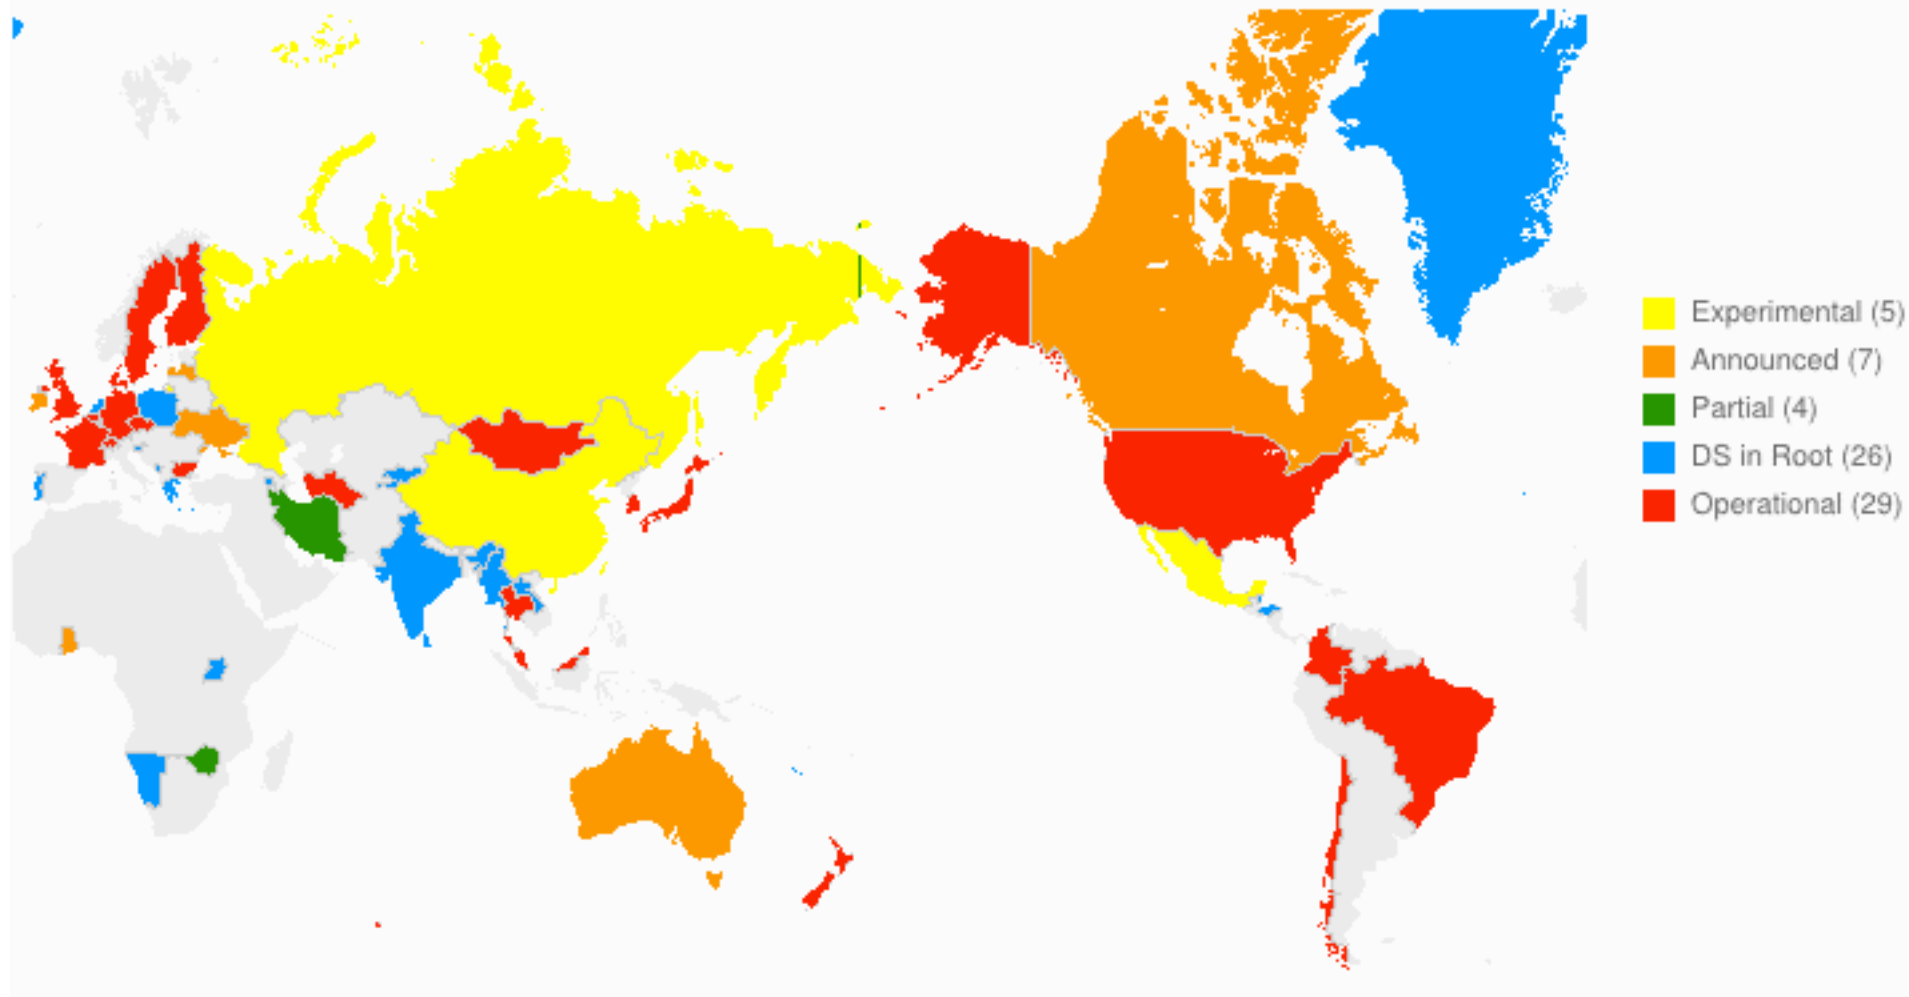 Experimental (5)
Announced (7)
Partial (4)
DS in Root (26)
Operational (29)